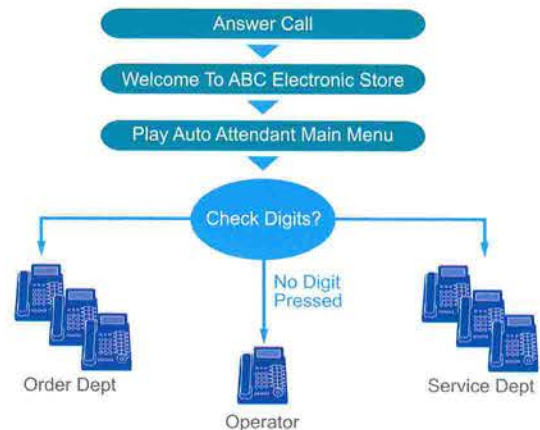 Answer Call
Welcome To ABC Electronic Store
Play Auto Attendant Main Menu
Check Digits?
No Digit
Pressed
Order Dept
Service Dept
Operator